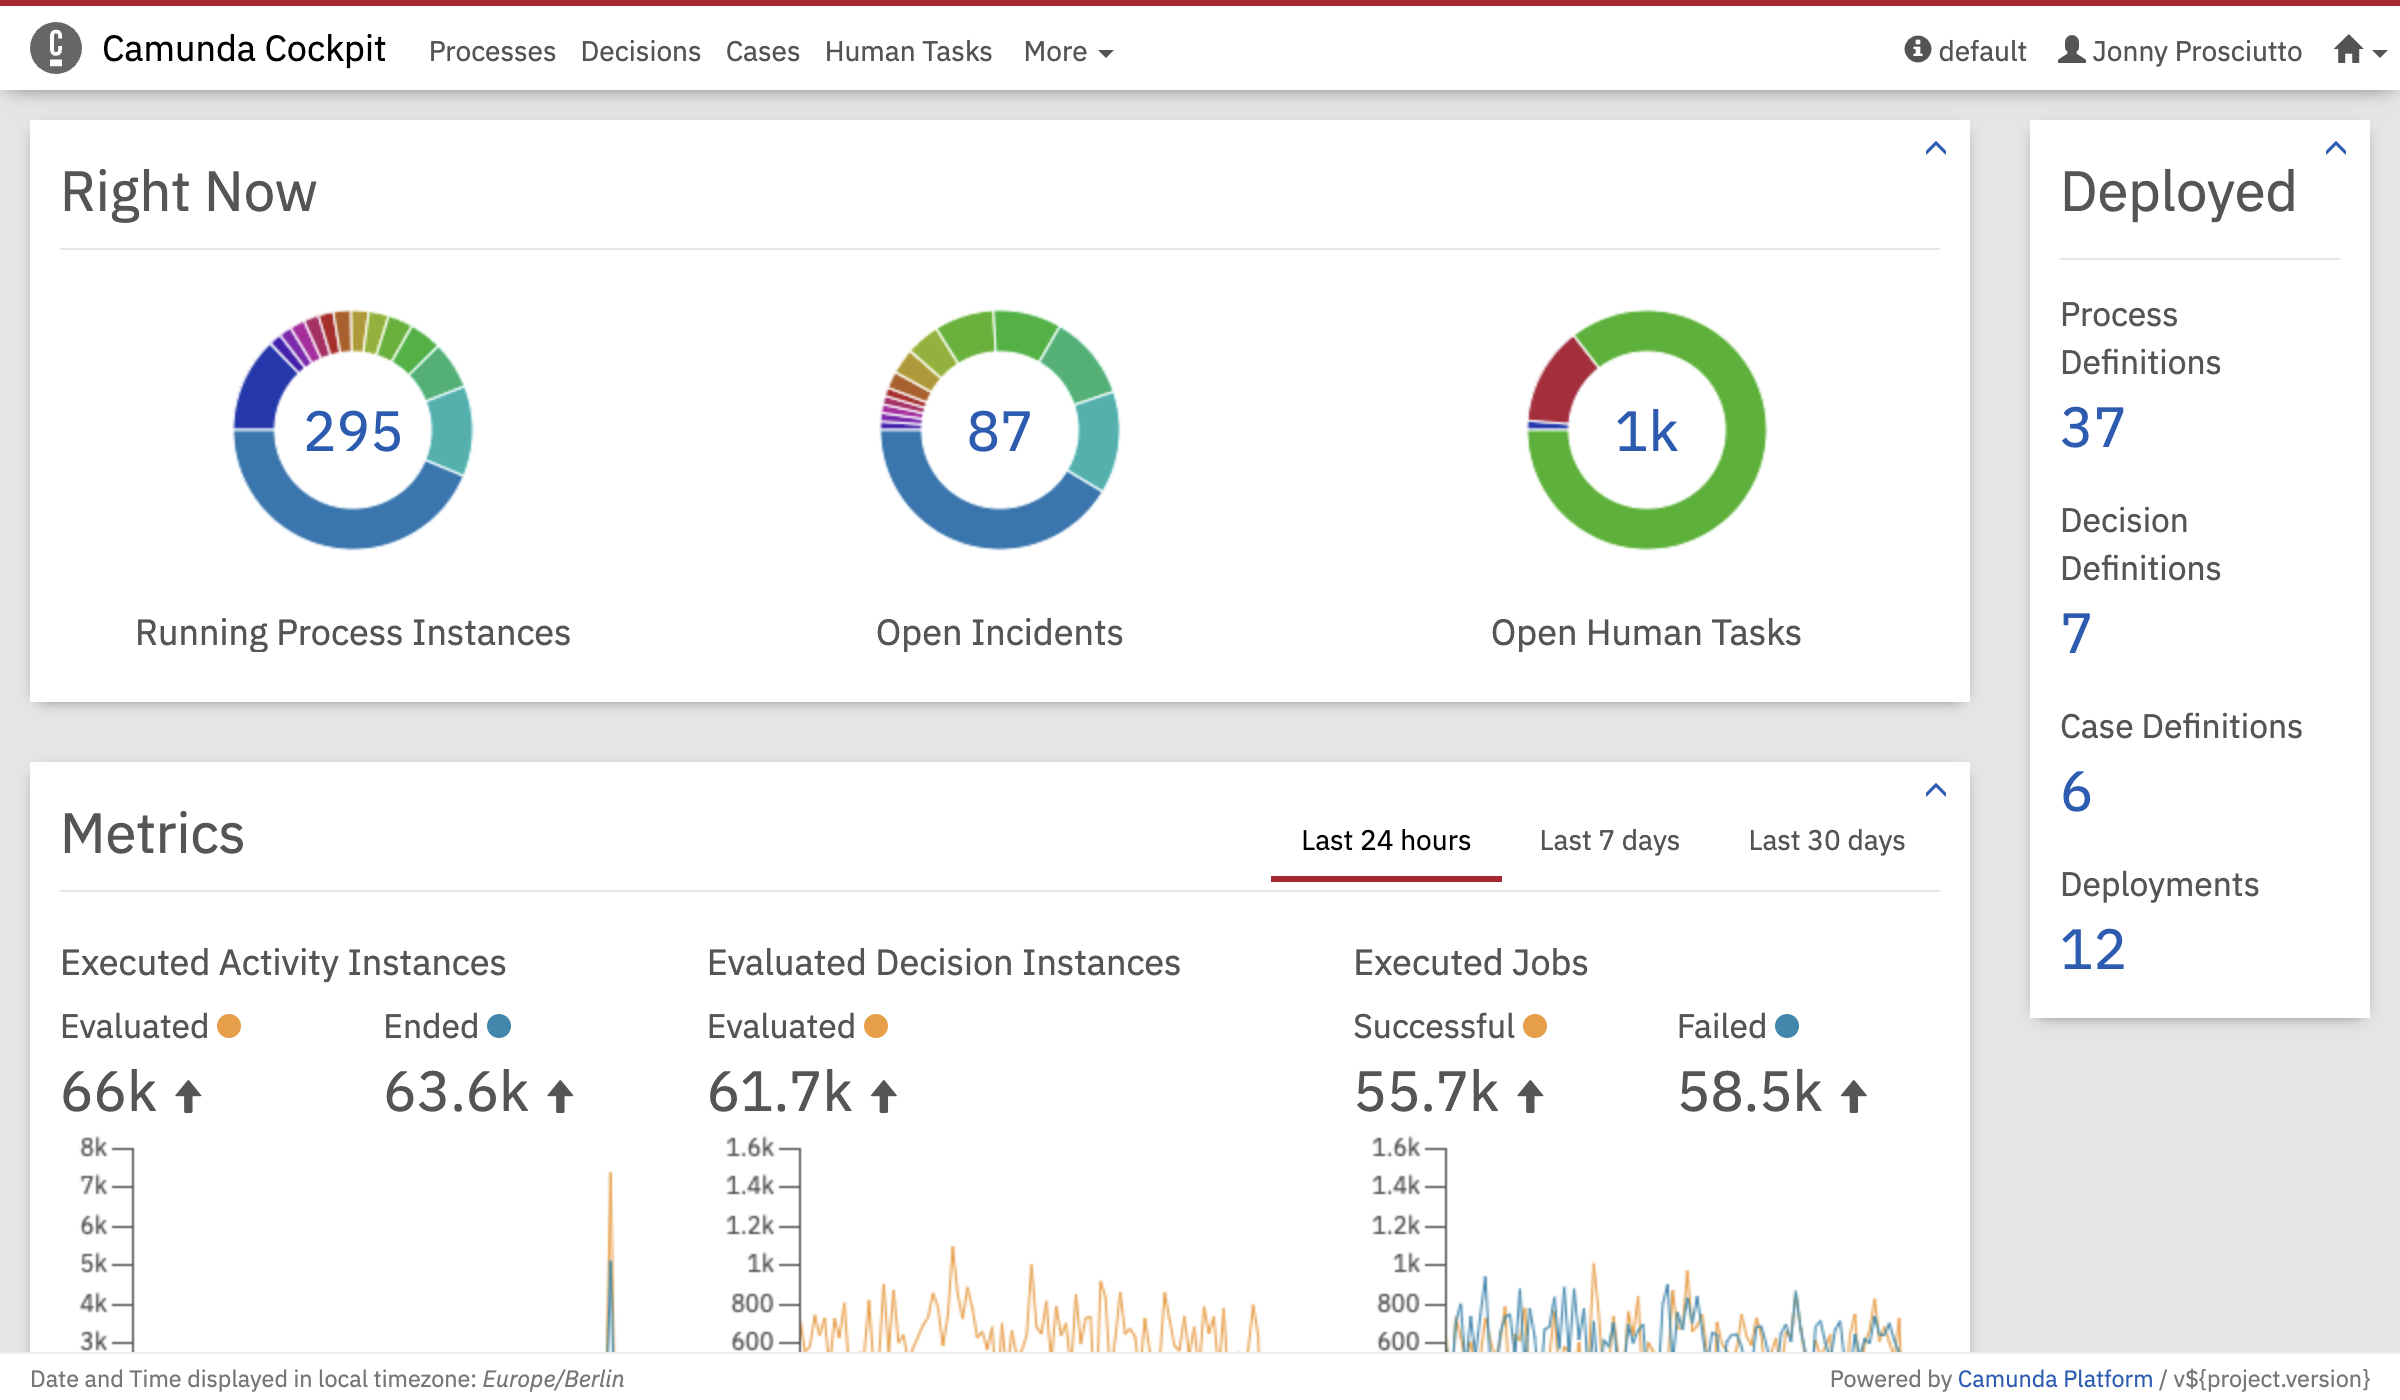 Camunda Cockpit Processes Decisions Cases Human Tasks More default Jonny Prosciutto
Right Now
295
87
1k
Running Process Instances
Open Incidents
Open Human Tasks
Deployed
Process
Definitions
37
Decision
Definitions
7
Case Definitions
6
Deployments
12
Metrics
Last 24 hours Last 7 days Last 30 days
Executed Activity Instances
Evaluated Ended
66k 63.6k
8k
7k
6k
5k
4k
3k
Evaluated Decision Instances
Evaluated
61.7k
1.6k
1.4k
1.2k
1k
800
600
Executed Jobs
Successful Failed
55.7k 58.5k
1.6k
1.4k
1.2k
1k
800
600
Date and Time displayed in local timezone: Europe/Berlin
Powered by Camunda Platform / v${project.version}